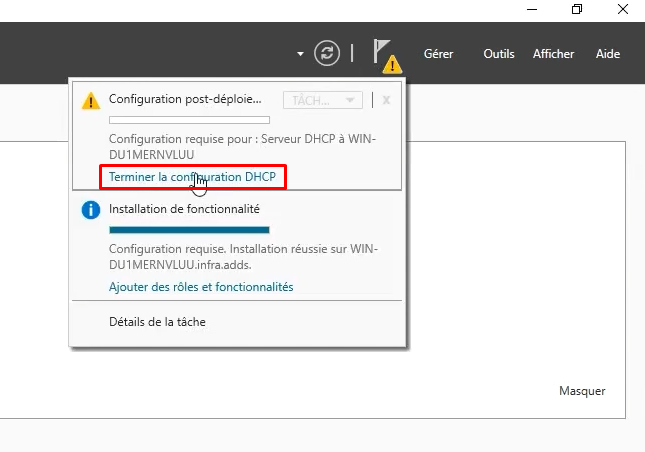 Gérer Outils Afficher Aide
Configuration post-déploie... TÂCH... X
Configuration requise pour : Serveur DHCP à WIN-
DU1MERNVLUU
Terminer la configuration DHCP
Installation de fonctionnalité
Configuration requise. Installation réussie sur WIN-
DU1MERNVLUU.infra.adds.
Ajouter des rôles et fonctionnalités
Détails de la tâche
Masquer